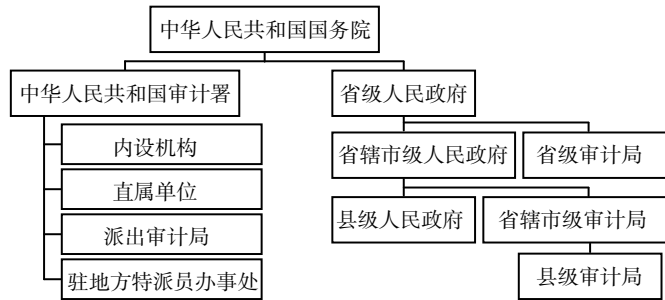 中华人民共和国国务院
中华人民共和国审计署
省级人民政府
内设机构
省辖市级人民政府
省级审计局
直属单位
派出审计局
县级人民政府
省辖市级审计局
驻地方特派员办事处
县级审计局